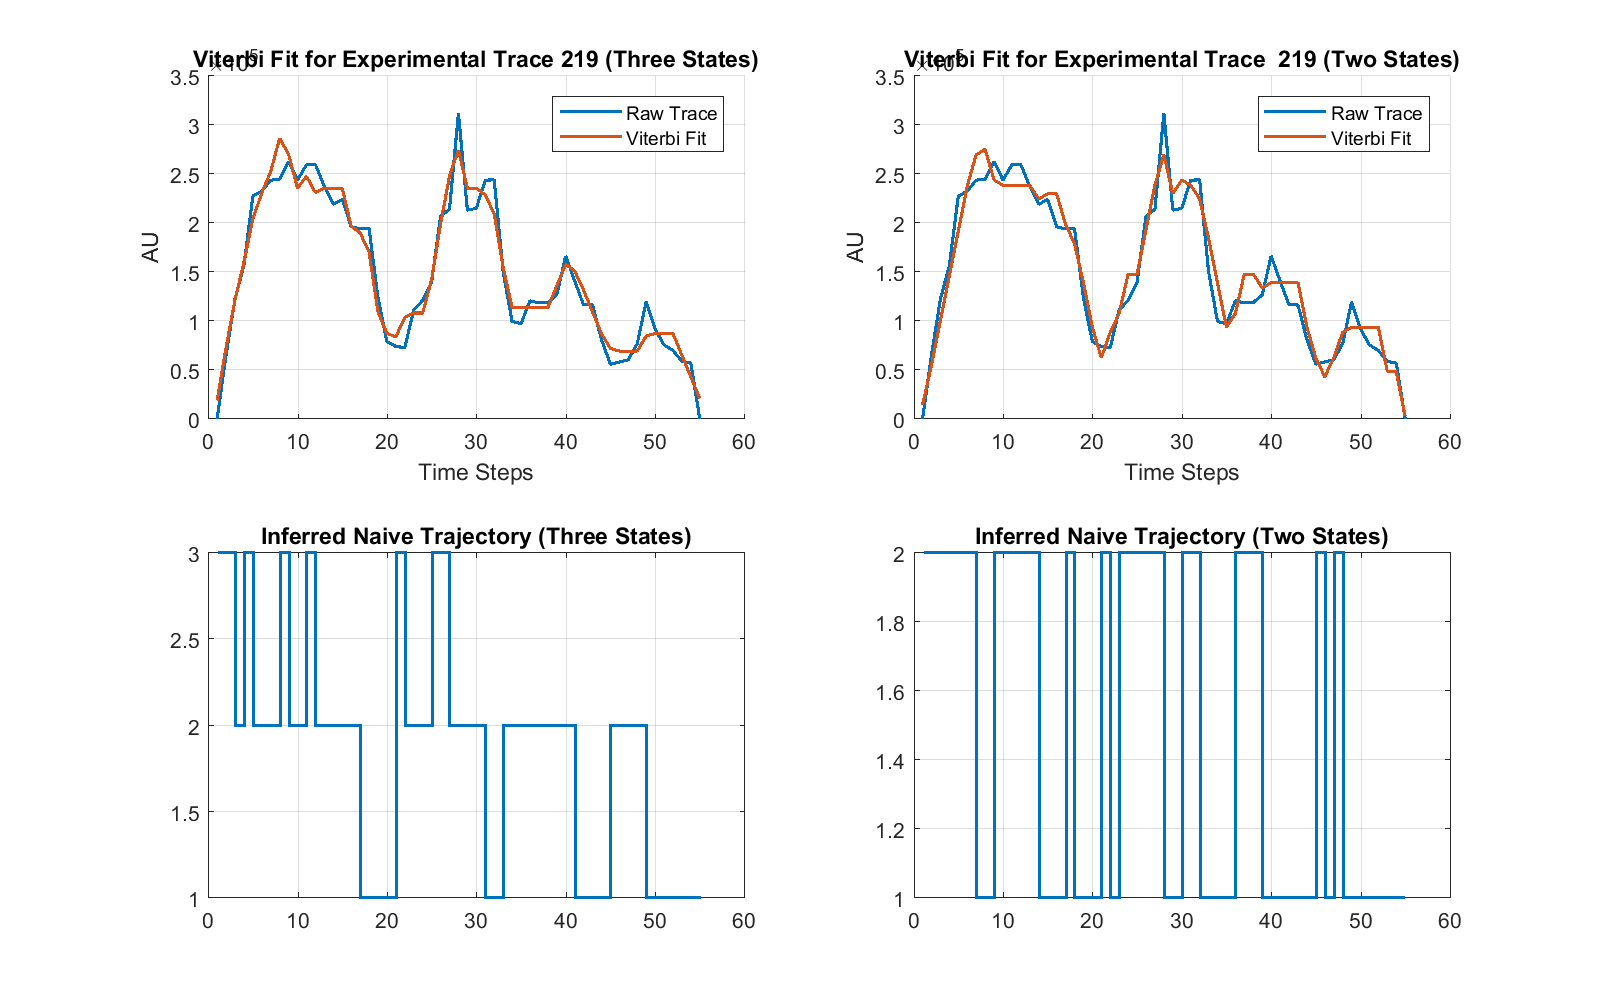 Viterbi Fit for Experimental Trace 219 (Three States)
×10^5
3.5
3
2.5
2
1.5
1
0.5
0
AU
Raw Trace
Viterbi Fit
0 10 20 30 40 50 60
Time Steps
Viterbi Fit for Experimental Trace 219 (Two States)
×10^5
3.5
3
2.5
2
1.5
1
0.5
0
AU
Raw Trace
Viterbi Fit
0 10 20 30 40 50 60
Time Steps
Inferred Naive Trajectory (Three States)
3
2.5
2
1.5
1
0 10 20 30 40 50 60
Inferred Naive Trajectory (Two States)
2
1.8
1.6
1.4
1.2
1
0 10 20 30 40 50 60